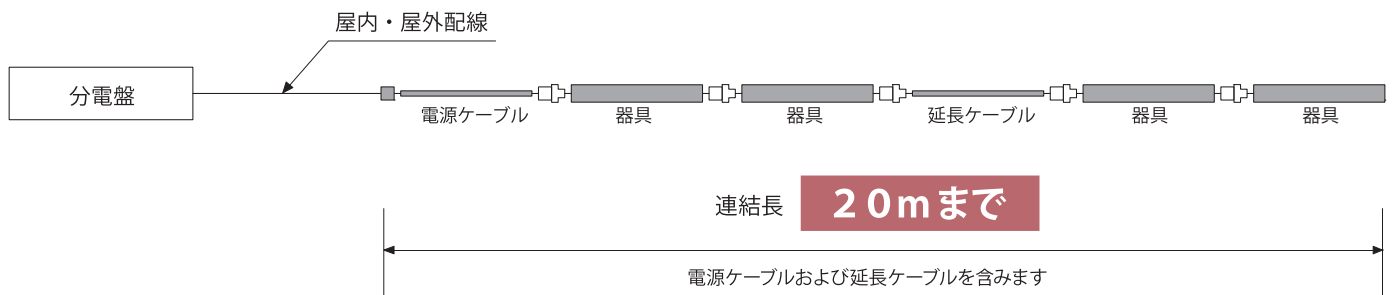 屋内・屋外配線
分電盤
電源ケーブル
器具
器具
延長ケーブル
器具
器具
連結長
２０ｍまで
電源ケーブルおよび延長ケーブルを含みます